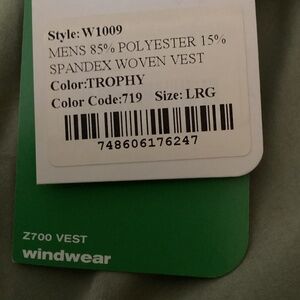 Style: W1009
MENS 85% POLYESTER 15%
SPANDEX WOVEN VEST
Color:TROPHY
Color Code:719 Size: LRG
748606176247
Z700 VEST
windwear